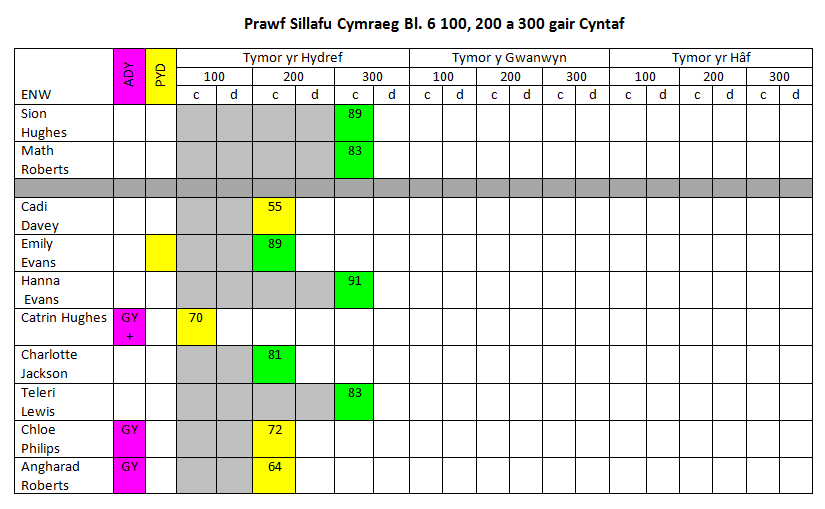 Prawf Sillafu Cymraeg Bl. 6 100, 200 a 300 gair Cyntaf
ENW ADY PYD Tymor yr Hydref Tymor y Gwanwyn Tymor yr Hâf
100 200 300 100 200 300 100 200 300
c d c d c d c d c d c d c d c d c d
Sion 89
Hughes
Math 83
Roberts
Cadi 55
Davey
Emily 89
Evans
Hanna 91
Evans
Catrin Hughes GY 70
+
Charlotte 81
Jackson
Teleri 83
Lewis
Chloe GY 72
Philips
Angharad GY 64
Roberts